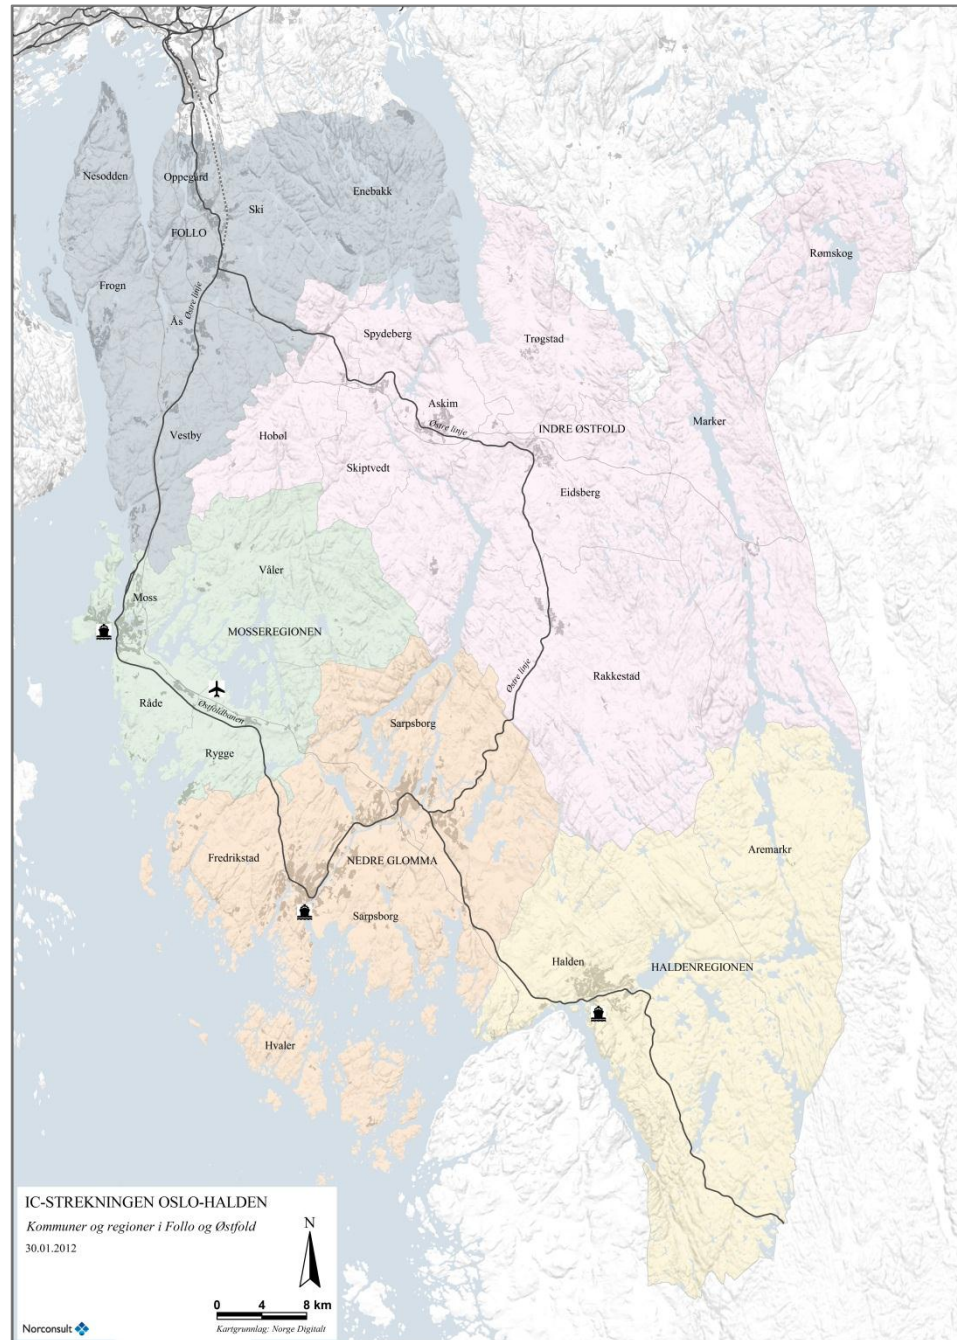 Nesodden
Oppegård
Enebakk
Ski
FOLLO
Rømskog
Frogn
Østre linje
Ås
Spydeberg
Trøgstad
Askim
Østre linje
INDRE ØSTFOLD
Marker
Vestby
Hobøl
Skiptvedt
Eidsberg
Våler
Moss
MOSSEREGIONEN
Østre linje
Rakkestad
Råde
Østfoldbanen
Sarpsborg
Rygge
Fredrikstad
NEDRE GLOMMA
Aremarkr
Sarpsborg
Halden
HALDENREGIONEN
Hvaler
IC-STREKNINGEN OSLO-HALDEN
Kommuner og regioner i Follo og Østfold
30.01.2012
N
0 4 8 km
Kartgrunnlag: Norge Digitalt
Norconsult